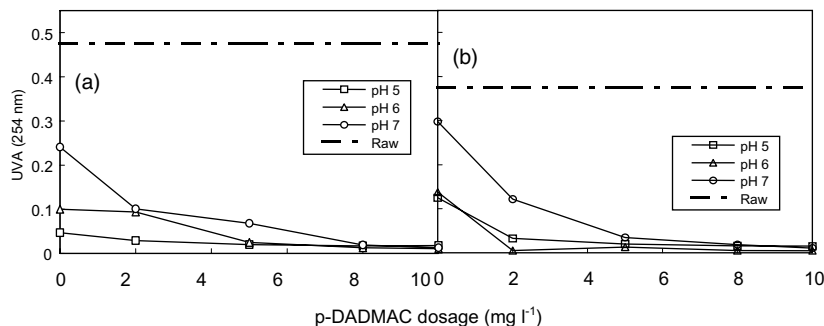 0.5
0.4
0.3
0.2
0.1
0
UVA (254 nm)
(a)
pH 5
pH 6
pH 7
Raw
0 2 4 6 8 10
(b)
pH 5
pH 6
pH 7
Raw
0 2 4 6 8 10
p-DADMAC dosage (mg l⁻¹)